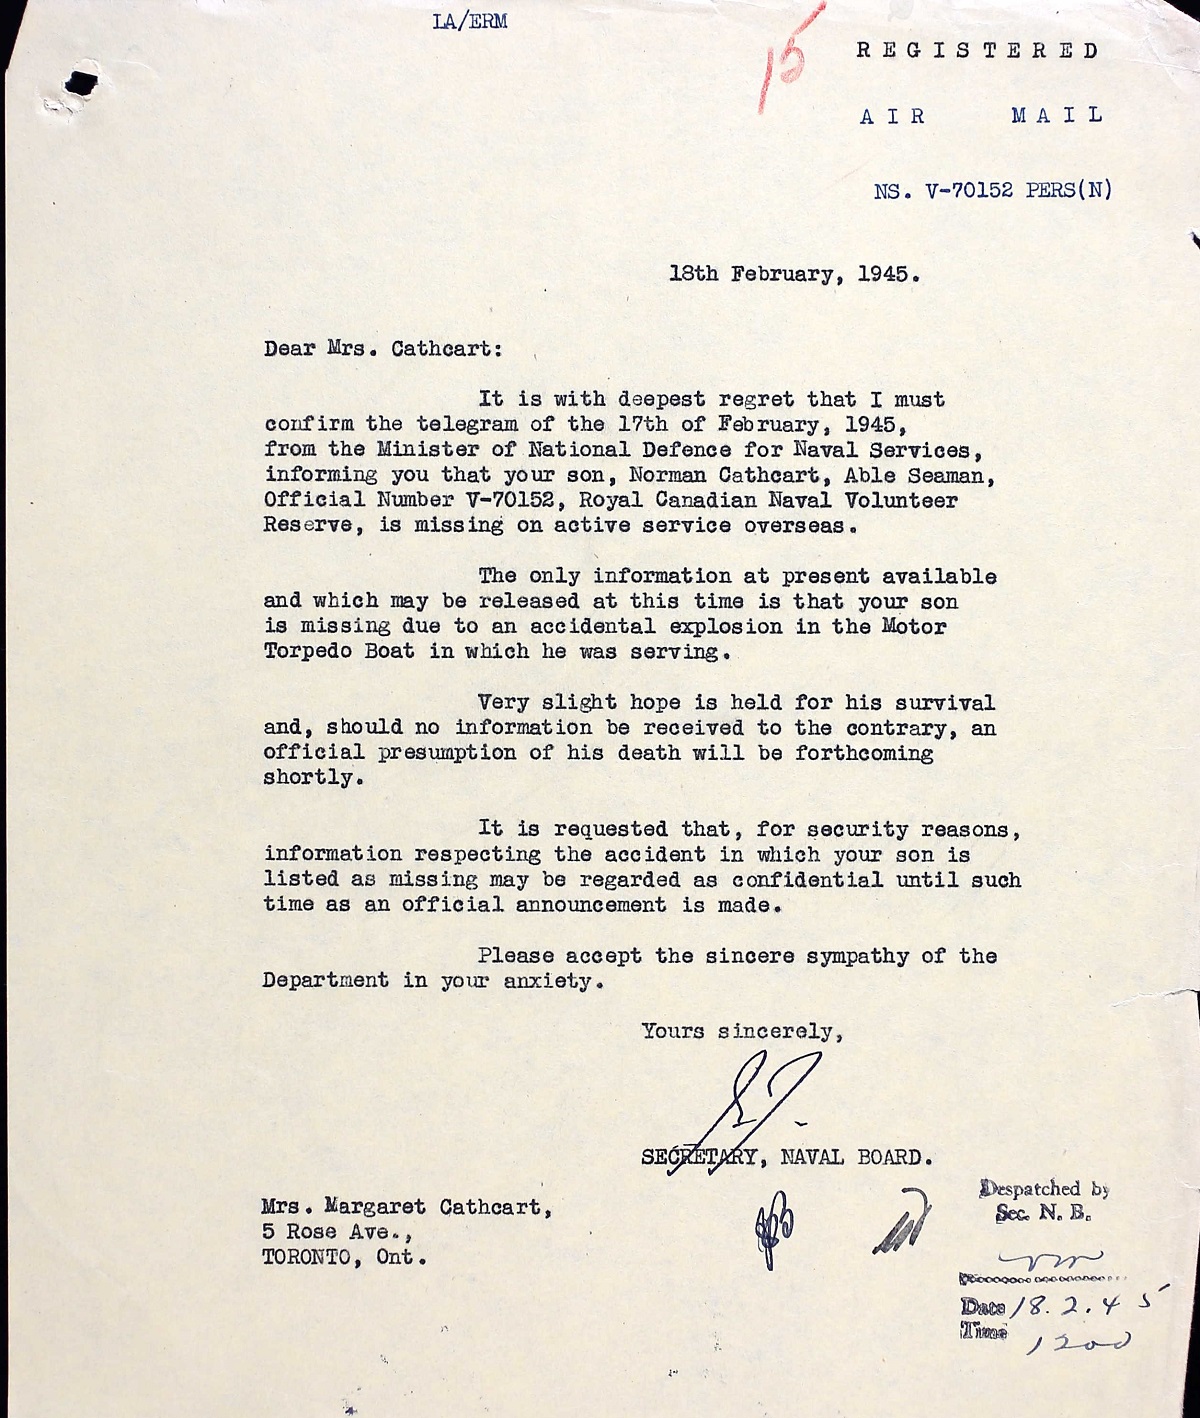 IA/ERM
15
REGISTERED
AIR MAIL
NS. V-70152 PERS(N)
18th February, 1945.
Dear Mrs. Cathcart:
It is with deepest regret that I must
confirm the telegram of the 17th of February, 1945,
from the Minister of National Defence for Naval Services,
informing you that your son, Norman Cathcart, Able Seaman,
Official Number V-70152, Royal Canadian Naval Volunteer
Reserve, is missing on active service overseas.
The only information at present available
and which may be released at this time is that your son
is missing due to an accidental explosion in the Motor
Torpedo Boat in which he was serving.
Very slight hope is held for his survival
and, should no information be received to the contrary, an
official presumption of his death will be forthcoming
shortly.
It is requested that, for security reasons,
information respecting the accident in which your son is
listed as missing may be regarded as confidential until such
time as an official announcement is made.
Please accept the sincere sympathy of the
Department in your anxiety.
Yours sincerely,
SECRETARY, NAVAL BOARD.
Mrs. Margaret Cathcart,
5 Rose Ave.,
TORONTO, Ont.
Despatched by
Sec. N. B.
Date 18.2.45
Time 1200